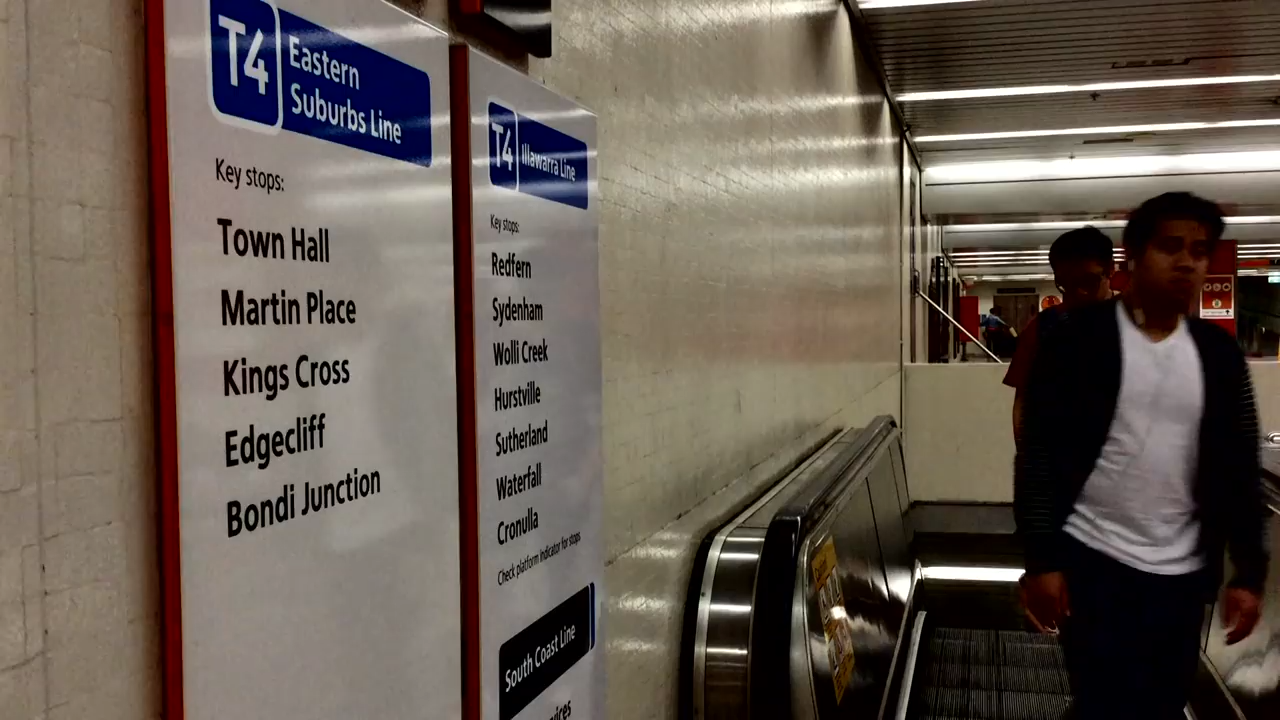 T4
Eastern
Suburbs Line
Key stops:
Town Hall
Martin Place
Kings Cross
Edgecliff
Bondi Junction
T4
Illawarra Line
Key stops:
Redfern
Sydenham
Wolli Creek
Hurstville
Sutherland
Waterfall
Cronulla
Check platform indicator for stops
South Coast Line